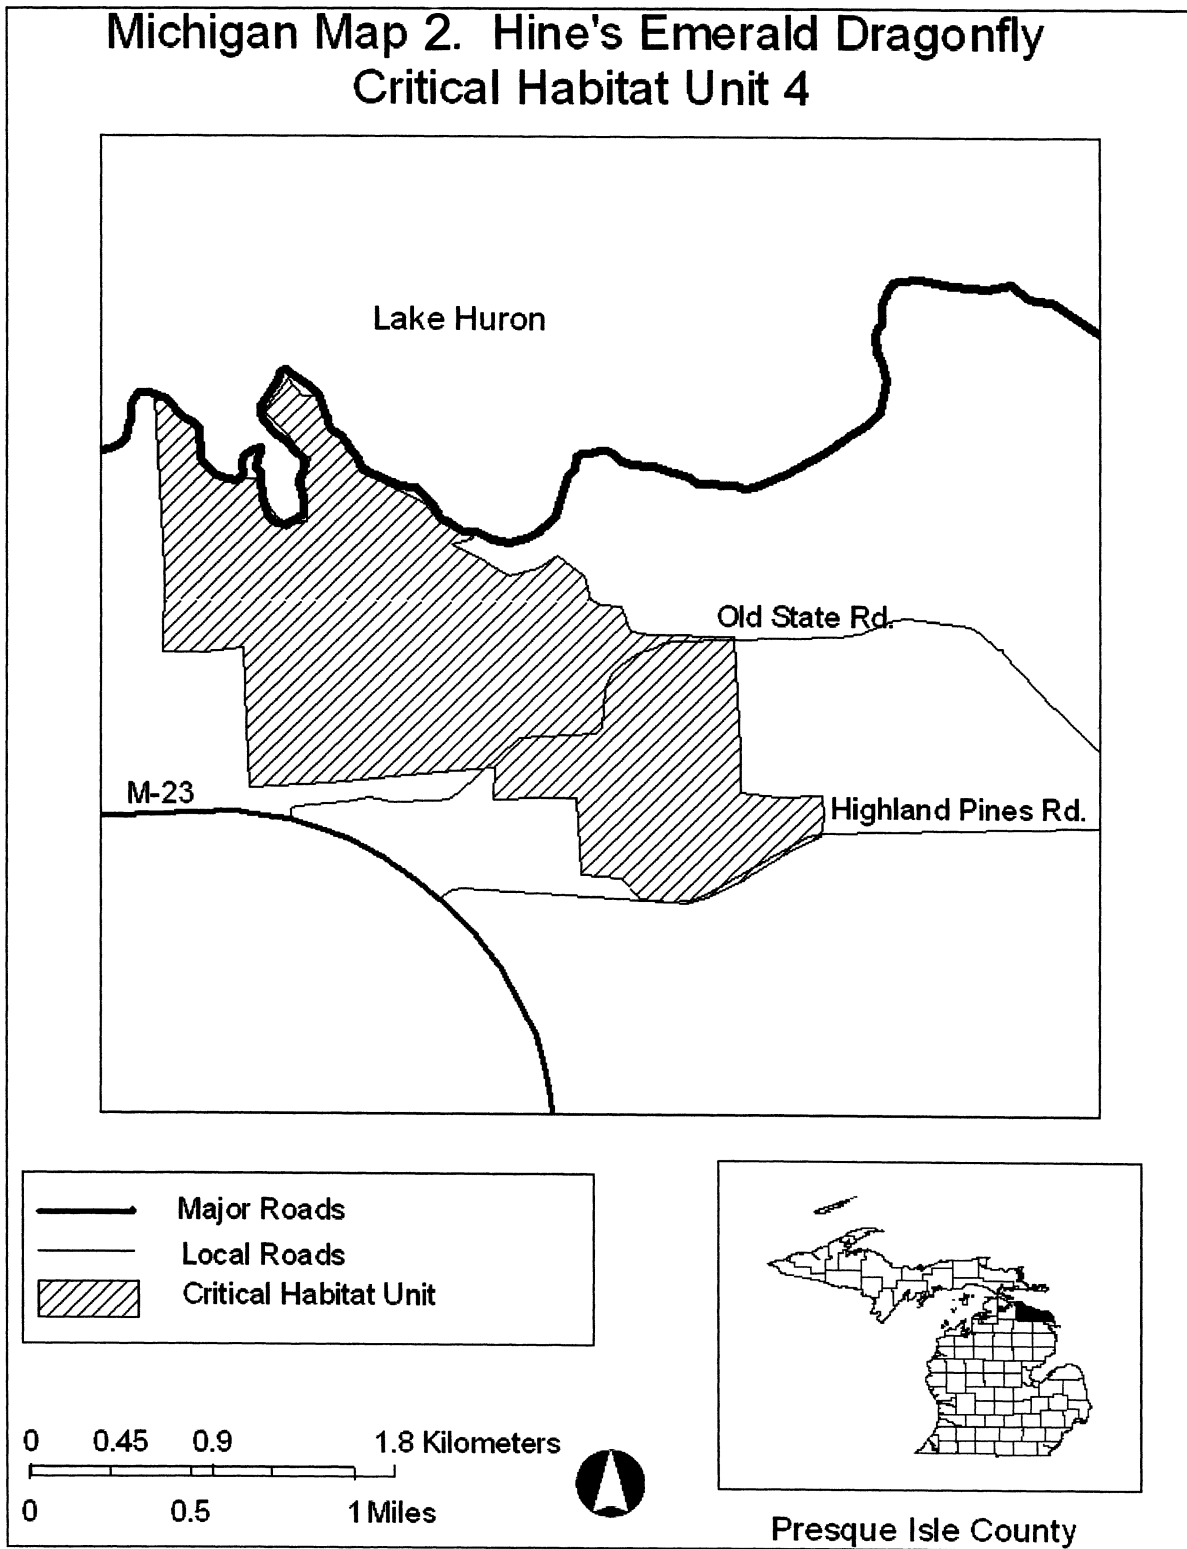 Michigan Map 2. Hine's Emerald Dragonfly
Critical Habitat Unit 4
Lake Huron
Old State Rd.
M-23
Highland Pines Rd.
Major Roads
Local Roads
Critical Habitat Unit
0 0.45 0.9 1.8 Kilometers
0 0.5 1 Miles
Presque Isle County